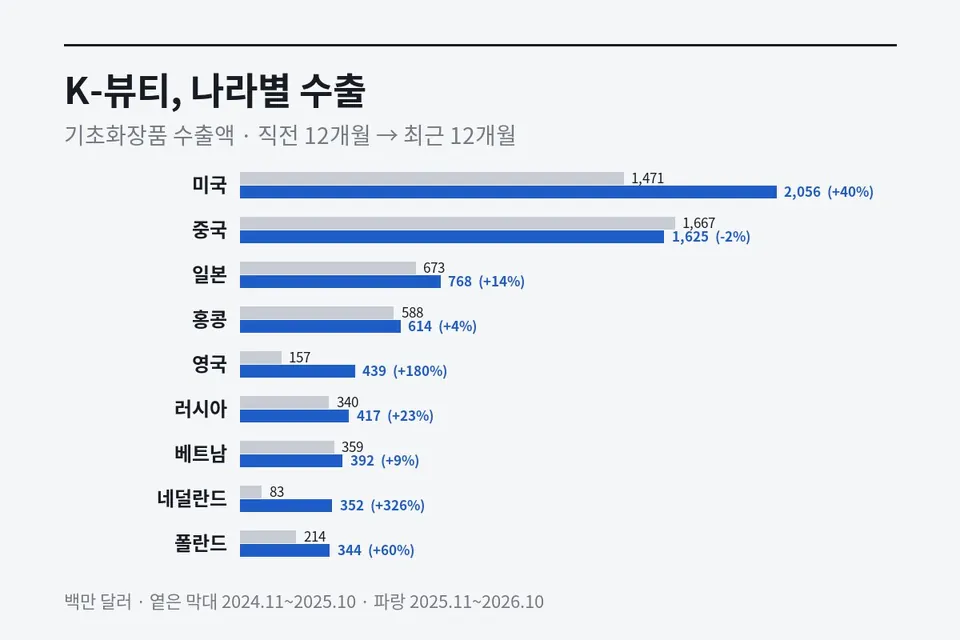 K-뷰티, 나라별 수출
기초화장품 수출액 · 직전 12개월 → 최근 12개월
미국 1,471
2,056 (+40%)
중국 1,667
1,625 (-2%)
일본 673
768 (+14%)
홍콩 588
614 (+4%)
영국 157
439 (+180%)
러시아 340
417 (+23%)
베트남 359
392 (+9%)
네덜란드 83
352 (+326%)
폴란드 214
344 (+60%)
백만 달러 · 옅은 막대 2024.11~2025.10 · 파랑 2025.11~2026.10